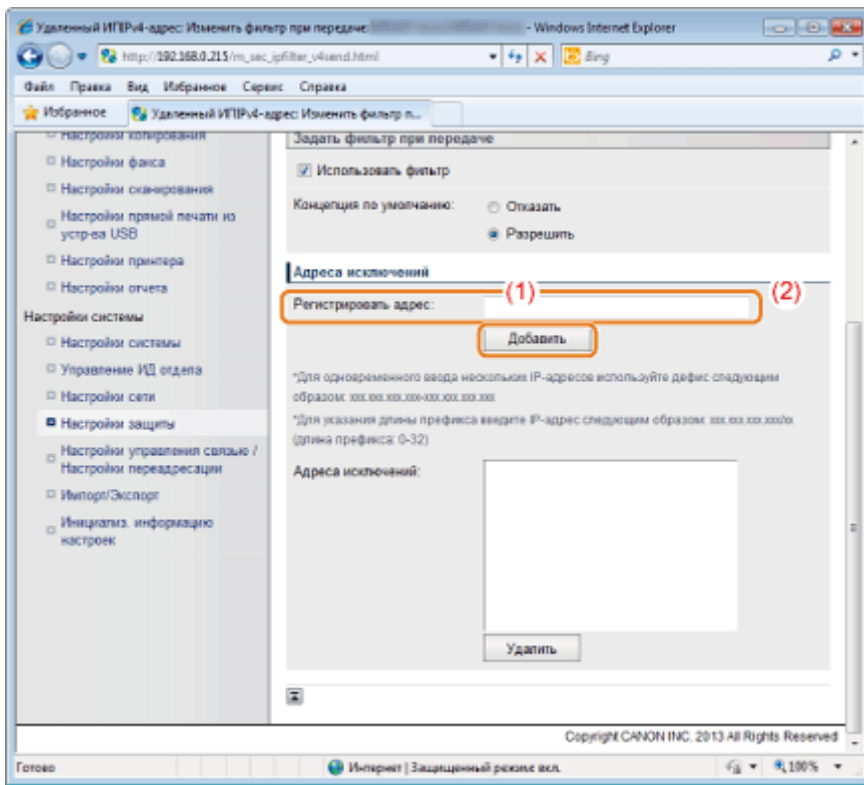 Удаленный ИПIPv4-адрес: Изменить фильтр при передаче: - Windows Internet Explorer
http://192.168.0.215/m_sec_ipfilter_v4send.html
Bing
Файл Правка Вид Избранное Сервис Справка
Избранное Удаленный ИПIPv4-адрес: Изменить фильтр п...
Настройки копирования
Настройки факса
Настройки сканирования
Настройки прямой печати из
устр-ва USB
Настройки принтера
Настройки отчета
Настройки системы
Настройки системы
Управление ИД отдела
Настройки сети
Настройки защиты
Настройки управления связью /
Настройки переадресации
Импорт/Экспорт
Инициализ. информацию
настроек
Задать фильтр при передаче
Использовать фильтр
Концепция по умолчанию: Отказать
Разрешить
Адреса исключений
(1) (2)
Регистрировать адрес:
Добавить
*Для одновременного ввода нескольких IP-адресов используйте дефис следующим
образом: xxx.xxx.xxx.xxx-xxx.xxx.xxx.xxx
*Для указания длины префикса введите IP-адрес следующим образом: xxx.xxx.xxx.xxx/xx
(длина префикса: 0-32)
Адреса исключений:
Удалить
Copyright CANON INC. 2013 All Rights Reserved
Готово Интернет | Защищенный режим: вкл. 100%